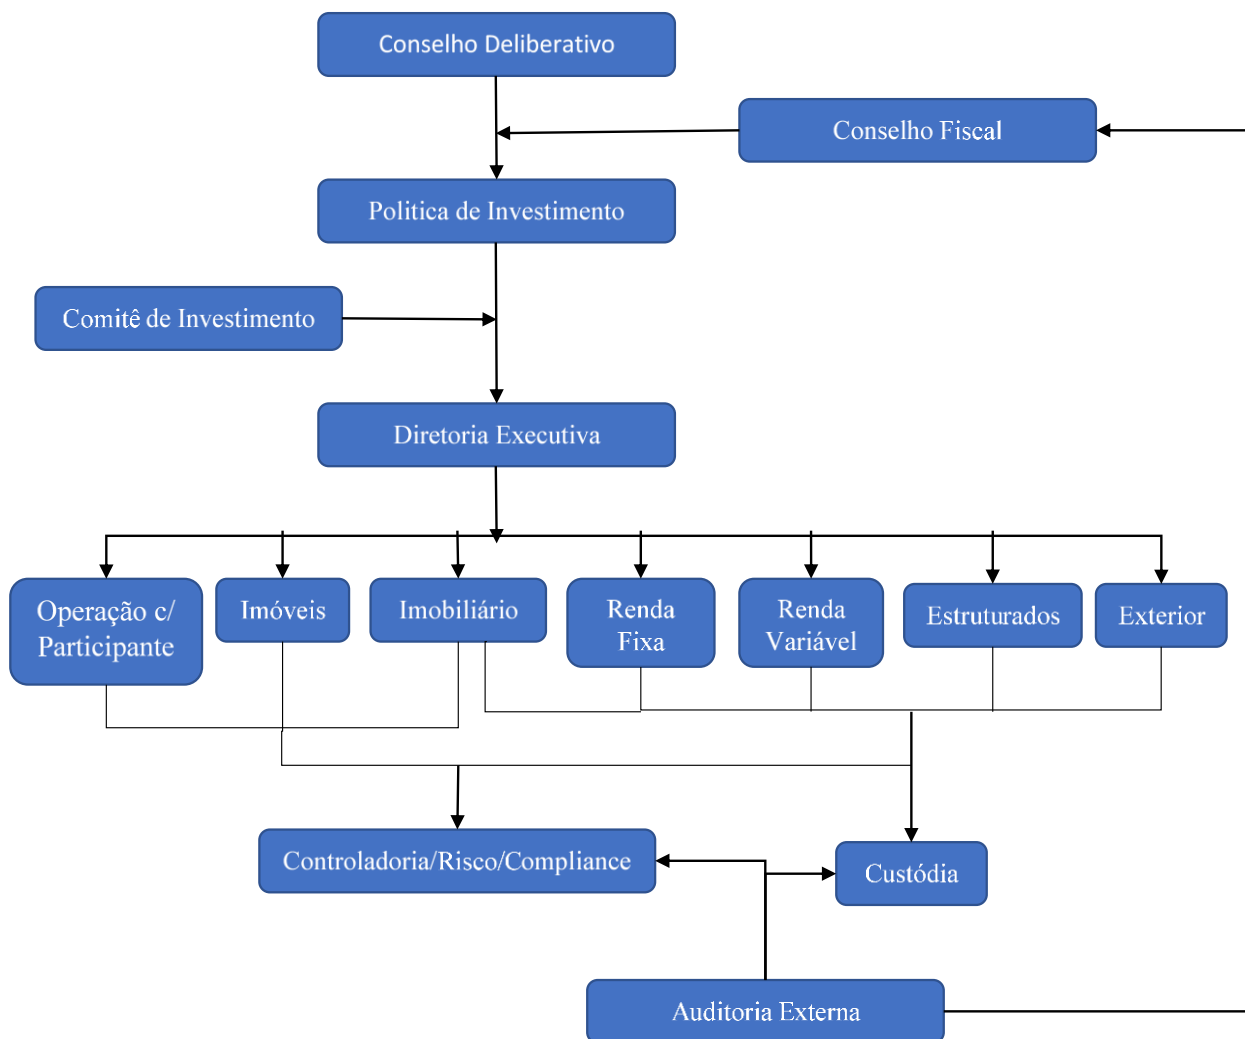 Conselho Deliberativo
Conselho Fiscal
Politica de Investimento
Comitê de Investimento
Diretoria Executiva
Operação c/
Participante
Imóveis
Imobiliário
Renda
Fixa
Renda
Variável
Estruturados
Exterior
Controladoria/Risco/Compliance
Custódia
Auditoria Externa